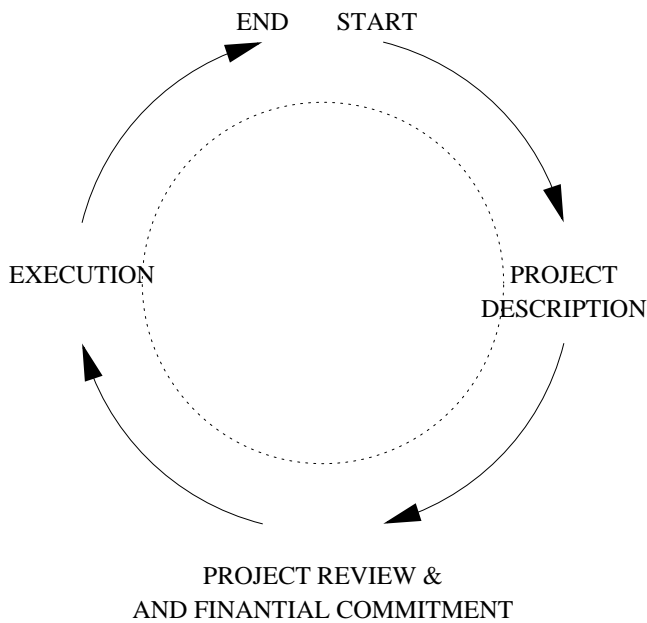 END START
EXECUTION
PROJECT
DESCRIPTION
PROJECT REVIEW &
AND FINANTIAL COMMITMENT